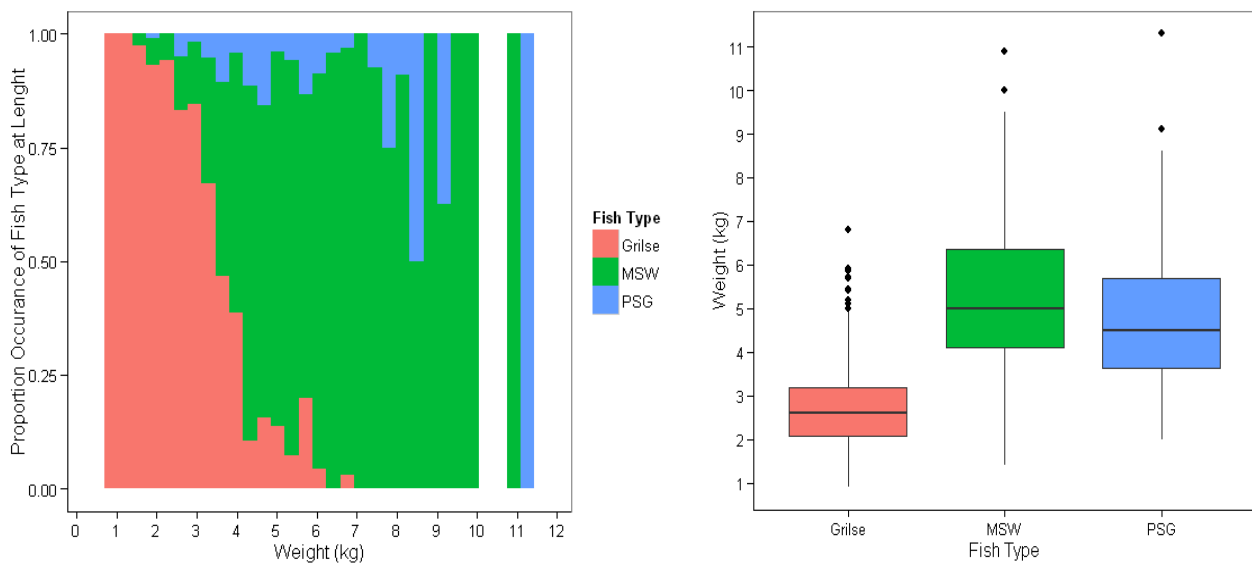 Proportion Occurance of Fish Type at Lenght
1.00
0.75
0.50
0.25
0.00
0 1 2 3 4 5 6 7 8 9 10 11 12
Weight (kg)
Fish Type
Grilse
MSW
PSG
Weight (kg)
11
10
9
8
7
6
5
4
3
2
1
Grilse MSW PSG
Fish Type